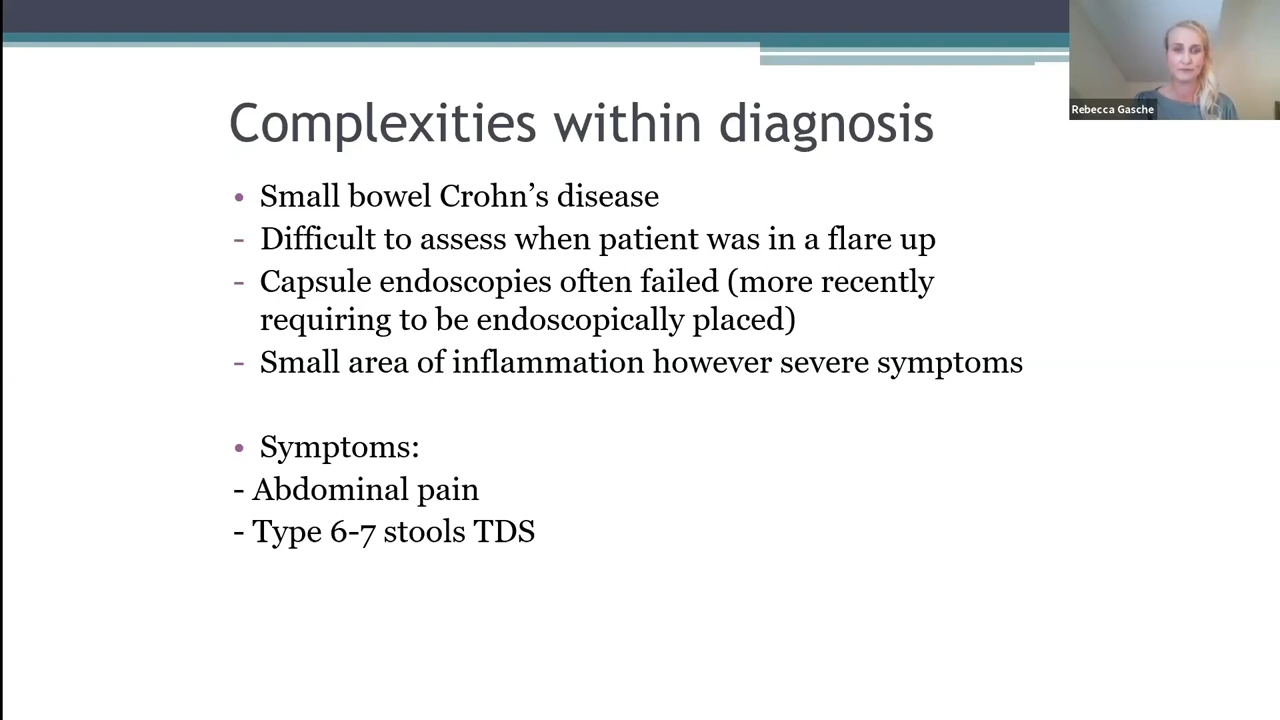 Rebecca Gasche
Complexities within diagnosis
• Small bowel Crohn’s disease
- Difficult to assess when patient was in a flare up
- Capsule endoscopies often failed (more recently
requiring to be endoscopically placed)
- Small area of inflammation however severe symptoms
• Symptoms:
- Abdominal pain
- Type 6-7 stools TDS